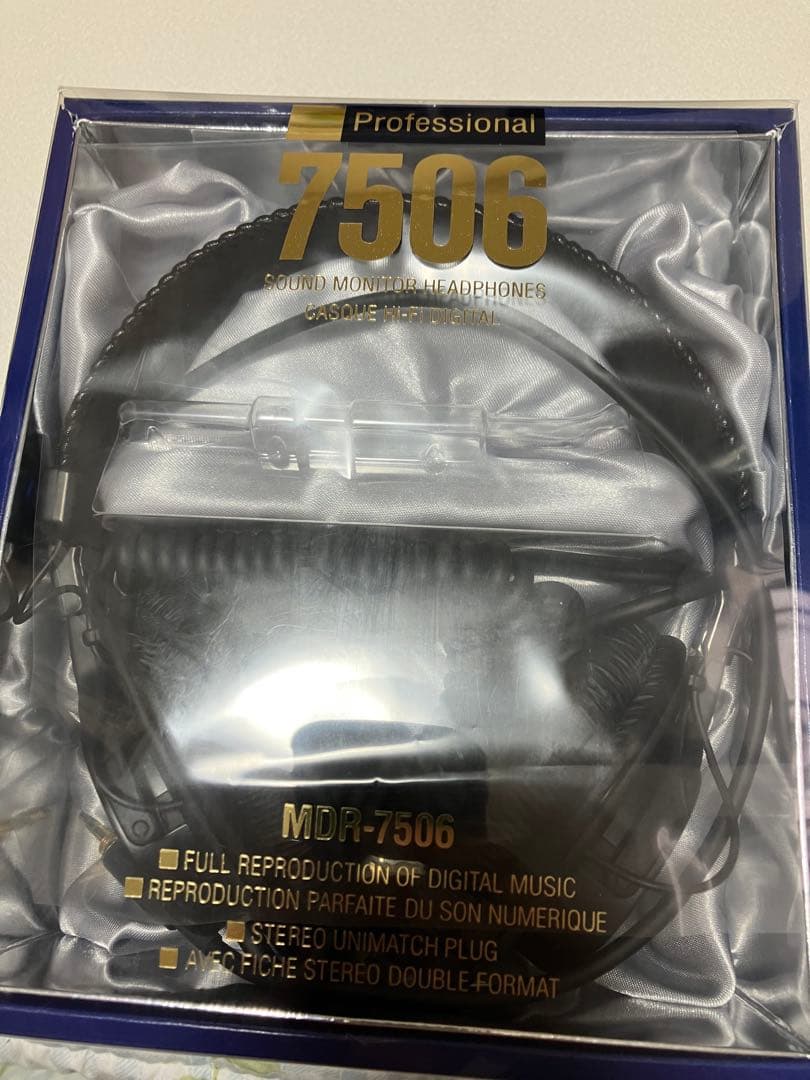 Professional
7506
SOUND MONITOR HEADPHONES
CASQUE HI-FI DIGITAL
MDR-7506
FULL REPRODUCTION OF DIGITAL MUSIC
REPRODUCTION PARFAITE DU SON NUMERIQUE
STEREO UNIMATCH PLUG
AVEC FICHE STEREO DOUBLE FORMAT